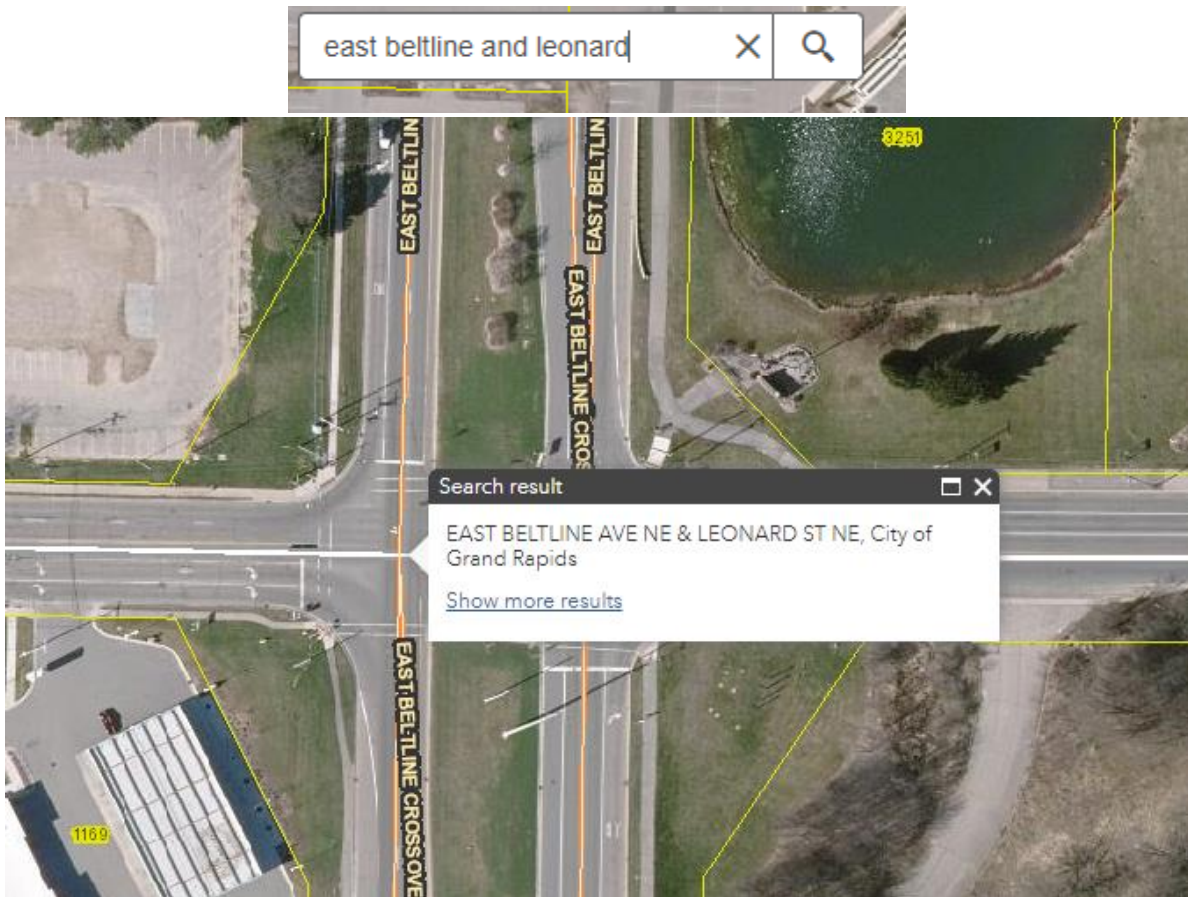 east beltline and leonard
3251
EAST BELTLIN
EAST BELTLIN
EAST BELTLINE CROS
Search result
EAST BELTLINE AVE NE & LEONARD ST NE, City of
Grand Rapids
Show more results
EAST BELTLINE CROSSOVE
1169